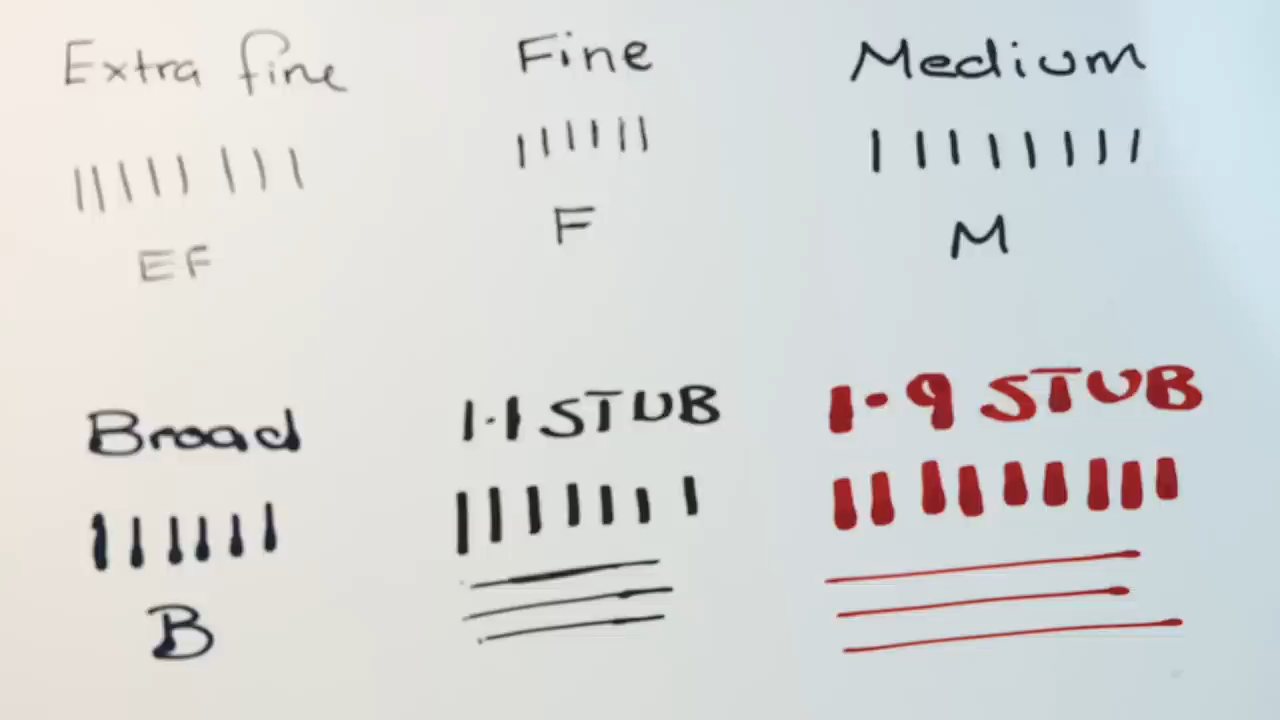 Extra fine
EF
Fine
F
Medium
M
Broad
B
1.1 STUB
1.9 STUB